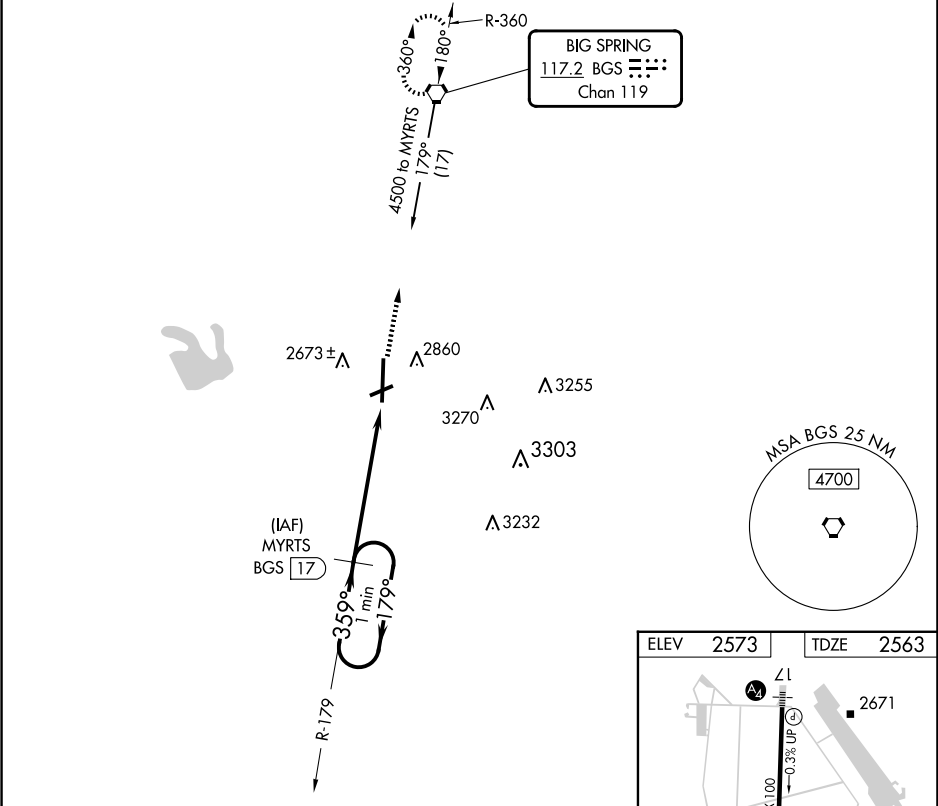 R-360
360°
180°
BIG SPRING
117.2 BGS
Chan 119
4500 to MYRTS
179°
(17)
2673 ±
2860
3255
3270
3303
3232
MSA BGS 25 NM
4700
(IAF)
MYRTS
BGS 17
359°
1 min
179°
R-179
ELEV 2573
TDZE 2563
17
A4
2671
0.3% UP
100